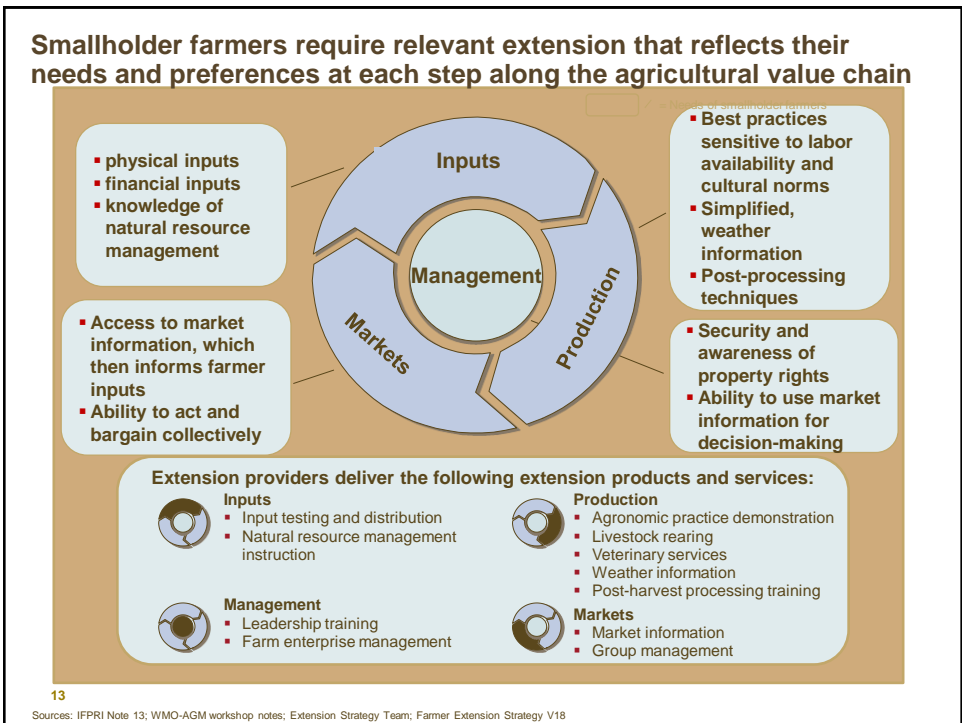 Smallholder farmers require relevant extension that reflects their
needs and preferences at each step along the agricultural value chain
= Needs of smallholder farmers
▪ physical inputs
▪ financial inputs
▪ knowledge of
natural resource
management
Inputs
▪ Best practices
sensitive to labor
availability and
cultural norms
▪ Simplified,
weather
information
▪ Post-processing
techniques
Management
Markets
Production
▪ Access to market
information, which
then informs farmer
inputs
▪ Ability to act and
bargain collectively
▪ Security and
awareness of
property rights
▪ Ability to use market
information for
decision-making
Extension providers deliver the following extension products and services:
Inputs
▪ Input testing and distribution
▪ Natural resource management
instruction
Production
▪ Agronomic practice demonstration
▪ Livestock rearing
▪ Veterinary services
▪ Weather information
▪ Post-harvest processing training
Management
▪ Leadership training
▪ Farm enterprise management
Markets
▪ Market information
▪ Group management
13
Sources: IFPRI Note 13; WMO-AGM workshop notes; Extension Strategy Team; Farmer Extension Strategy V18